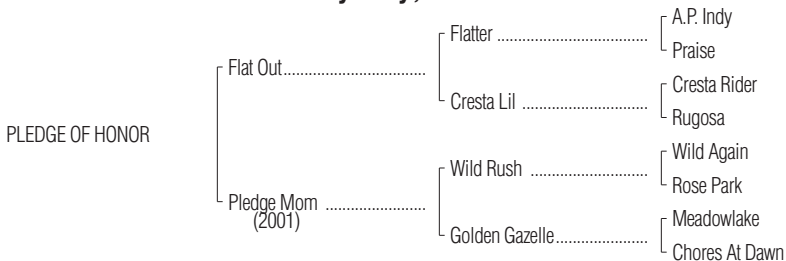 A.P. Indy
Flatter
Praise
Flat Out
Cresta Rider
Cresta Lil
Rugosa
PLEDGE OF HONOR
Wild Again
Wild Rush
Rose Park
Pledge Mom
(2001)
Meadowlake
Golden Gazelle
Chores At Dawn